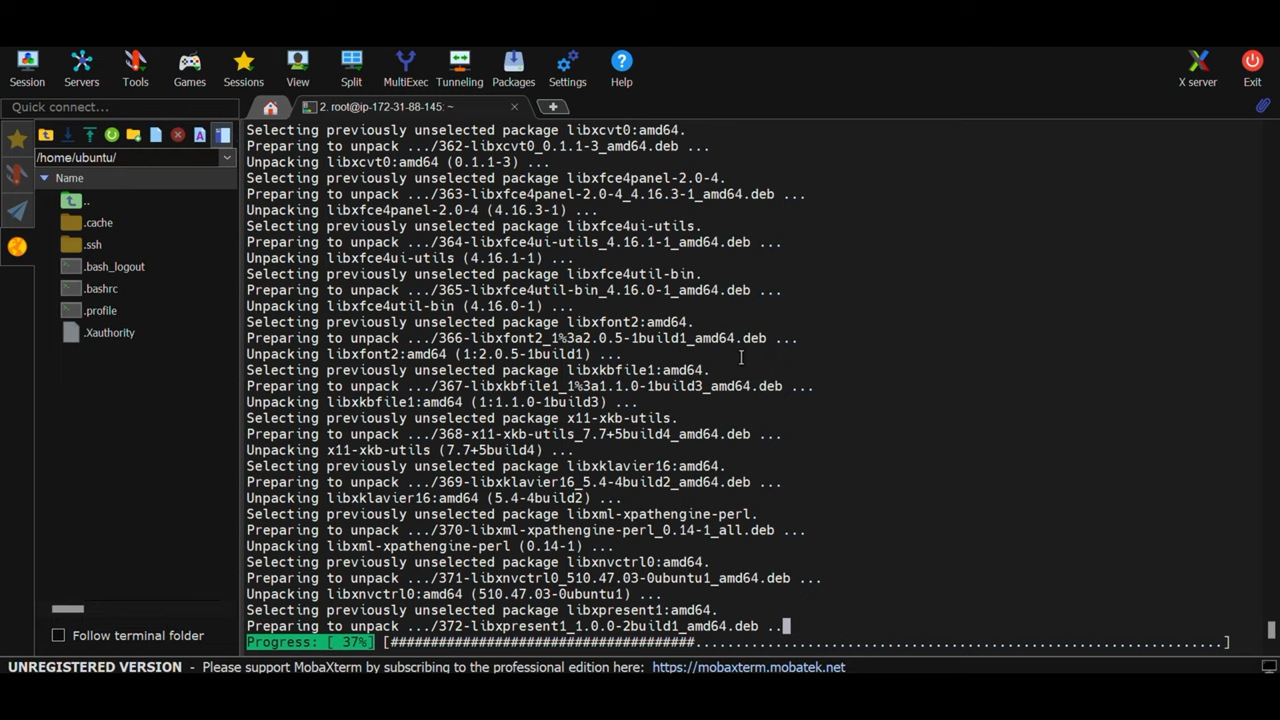 Session
Servers
Tools
Games
Sessions
View
Split
MultiExec
Tunneling
Packages
Settings
Help
X server
Exit
Quick connect...
2. root@ip-172-31-88-145: ~
/home/ubuntu/
Name
..
.cache
.ssh
.bash_logout
.bashrc
.profile
.Xauthority
Follow terminal folder
Selecting previously unselected package libxcvt0:amd64.
Preparing to unpack .../362-libxcvt0_0.1.1-3_amd64.deb ...
Unpacking libxcvt0:amd64 (0.1.1-3) ...
Selecting previously unselected package libxfce4panel-2.0-4.
Preparing to unpack .../363-libxfce4panel-2.0-4_4.16.3-1_amd64.deb ...
Unpacking libxfce4panel-2.0-4 (4.16.3-1) ...
Selecting previously unselected package libxfce4ui-utils.
Preparing to unpack .../364-libxfce4ui-utils_4.16.1-1_amd64.deb ...
Unpacking libxfce4ui-utils (4.16.1-1) ...
Selecting previously unselected package libxfce4util-bin.
Preparing to unpack .../365-libxfce4util-bin_4.16.0-1_amd64.deb ...
Unpacking libxfce4util-bin (4.16.0-1) ...
Selecting previously unselected package libxfont2:amd64.
Preparing to unpack .../366-libxfont2_1%3a2.0.5-1build1_amd64.deb ...
Unpacking libxfont2:amd64 (1:2.0.5-1build1) ...
Selecting previously unselected package libxkbfile1:amd64.
Preparing to unpack .../367-libxkbfile1_1%3a1.1.0-1build3_amd64.deb ...
Unpacking libxkbfile1:amd64 (1:1.1.0-1build3) ...
Selecting previously unselected package x11-xkb-utils.
Preparing to unpack .../368-x11-xkb-utils_7.7+5build4_amd64.deb ...
Unpacking x11-xkb-utils (7.7+5build4) ...
Selecting previously unselected package libxklavier16:amd64.
Preparing to unpack .../369-libxklavier16_5.4-4build2_amd64.deb ...
Unpacking libxklavier16:amd64 (5.4-4build2) ...
Selecting previously unselected package libxml-xpathengine-perl.
Preparing to unpack .../370-libxml-xpathengine-perl_0.14-1_all.deb ...
Unpacking libxml-xpathengine-perl (0.14-1) ...
Selecting previously unselected package libxnvctrl0:amd64.
Preparing to unpack .../371-libxnvctrl0_510.47.03-0ubuntu1_amd64.deb ...
Unpacking libxnvctrl0:amd64 (510.47.03-0ubuntu1) ...
Selecting previously unselected package libxpresent1:amd64.
Preparing to unpack .../372-libxpresent1_1.0.0-2build1_amd64.deb ..
Progress: [ 37%] [######################################..................................................................]
UNREGISTERED VERSION - Please support MobaXterm by subscribing to the professional edition here: https://mobaxterm.mobatek.net